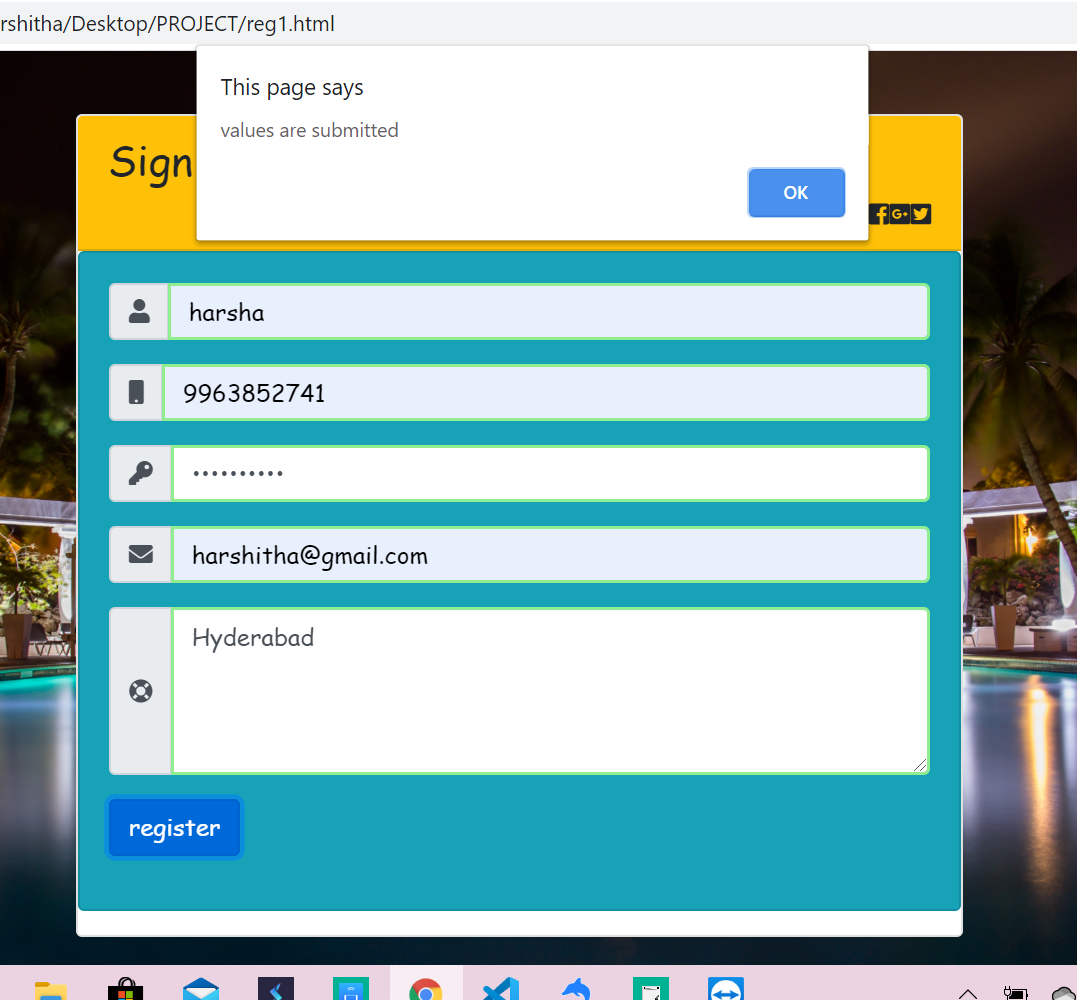 rshitha/Desktop/PROJECT/reg1.html
This page says
values are submitted
OK
Sign
harsha
9963852741
••••••••••
harshitha@gmail.com
Hyderabad
register